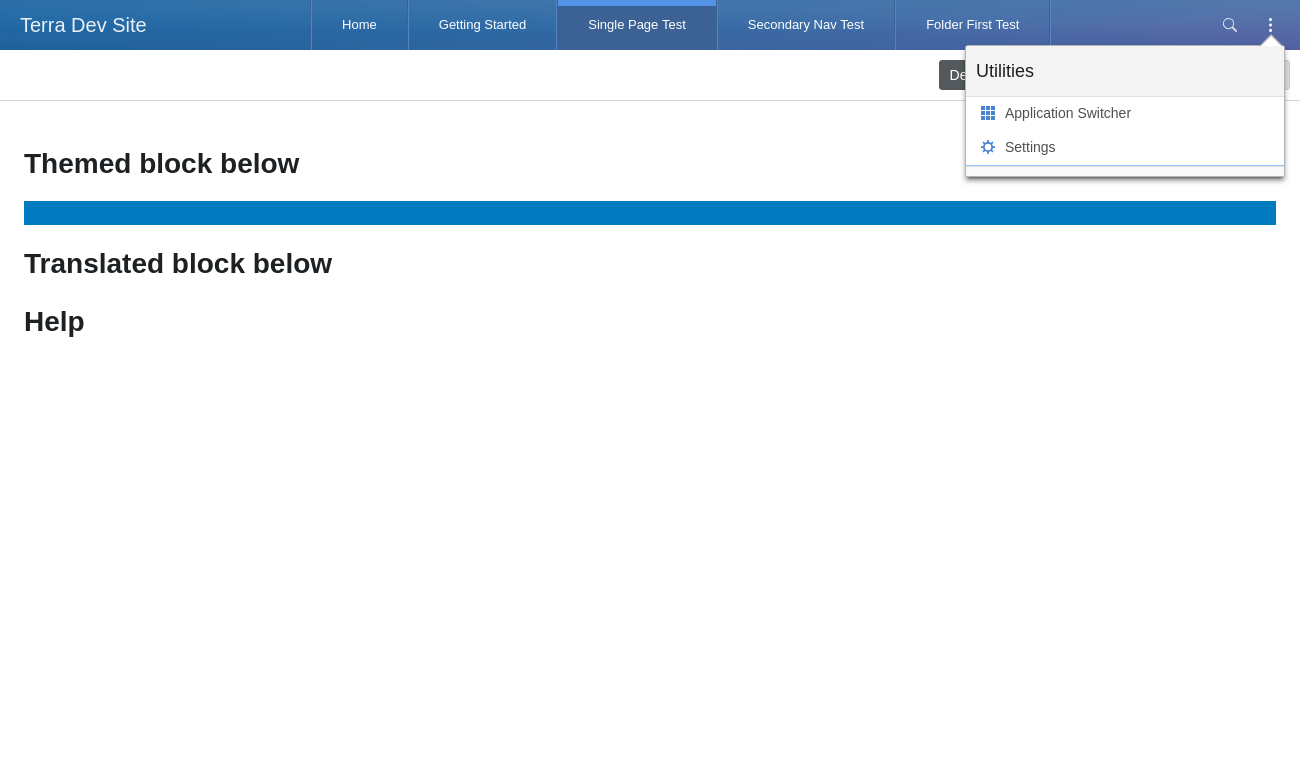 Terra Dev Site
Home
Getting Started
Single Page Test
Secondary Nav Test
Folder First Test
Utilities
Application Switcher
Settings
Themed block below
Translated block below
Help